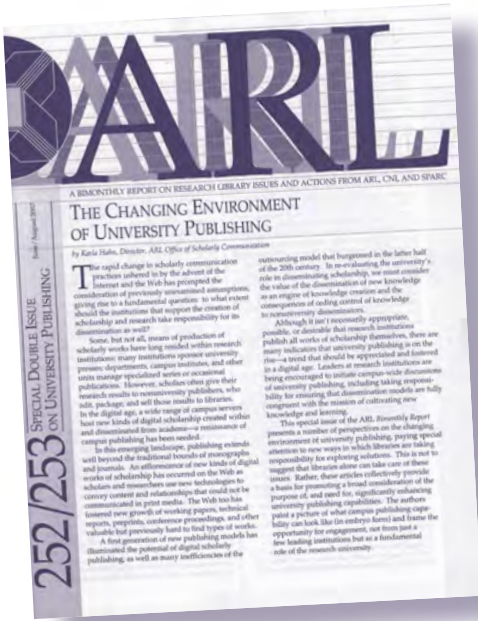 ARL
A BIMONTHLY REPORT ON RESEARCH LIBRARY ISSUES AND ACTIONS FROM ARL, CNI, AND SPARC
THE CHANGING ENVIRONMENT
OF UNIVERSITY PUBLISHING
by Karla Hahn, Director, ARL Office of Scholarly Communication
The rapid change in scholarly communication
practices ushered in by the advent of the
Internet and the Web has prompted the
consideration of previously unexamined assumptions,
giving rise to a fundamental question: to what extent
should the institutions that support the creation of
scholarship and research take responsibility for its
dissemination as well?
Some, but not all, means of production of
scholarly works have long resided within research
institutions: many institutions sponsor university
presses; departments, campus institutes, and other
units manage specialized series or occasional
publications. However, scholars often give their
research results to nonuniversity publishers, who
edit, package, and sell those results to libraries.
In the digital age, a wide range of campus servers
host new kinds of digital scholarship created within
and disseminated from academe—a renaissance of
campus publishing has been needed.
In this emerging landscape, publishing extends
well beyond the traditional bounds of monographs
and journals. An efflorescence of new kinds of digital
works of scholarship has occurred on the Web as
scholars and researchers use new technologies to
convey content and relationships that could not be
communicated in print media. The Web too has
fostered new growth of working papers, technical
reports, preprints, conference proceedings, and other
valuable but previously hard to find types of works.
A first generation of new publishing models has
illuminated the potential of digital scholarly
publishing, as well as many inefficiencies of the
outsourcing model that burgeoned in the latter half
of the 20th century. In re-evaluating the university's
role in disseminating scholarship, we must consider
the value of the dissemination of new knowledge
as an engine of knowledge creation and the
consequences of ceding control of knowledge
to nonuniversity disseminators.
Although it isn't necessarily appropriate,
possible, or desirable that research institutions
publish all works of scholarship themselves, there are
many indicators that university publishing is on the
rise—a trend that should be appreciated and fostered
in a digital age. Leaders at research institutions are
being encouraged to initiate campus-wide discussions
of university publishing, including taking responsi-
bility for ensuring that dissemination models are fully
congruent with the mission of cultivating new
knowledge and learning.
This special issue of the ARL Bimonthly Report
presents a number of perspectives on the changing
environment of university publishing, paying special
attention to new ways in which libraries are taking
responsibility for exploring solutions. This is not to
suggest that libraries alone can take care of these
issues. Rather, these articles collectively provide
a basis for promoting broad consideration of the
purpose of, and need for, significantly enhancing
university publishing capabilities. The authors
paint a picture of what campus publishing capa-
bility can look like (in embryo form) and frame the
opportunity for engagement, not from just a
few leading institutions but as a fundamental
role of the research university.
252/253
SPECIAL DOUBLE ISSUE
ON UNIVERSITY PUBLISHING
June / August 2007